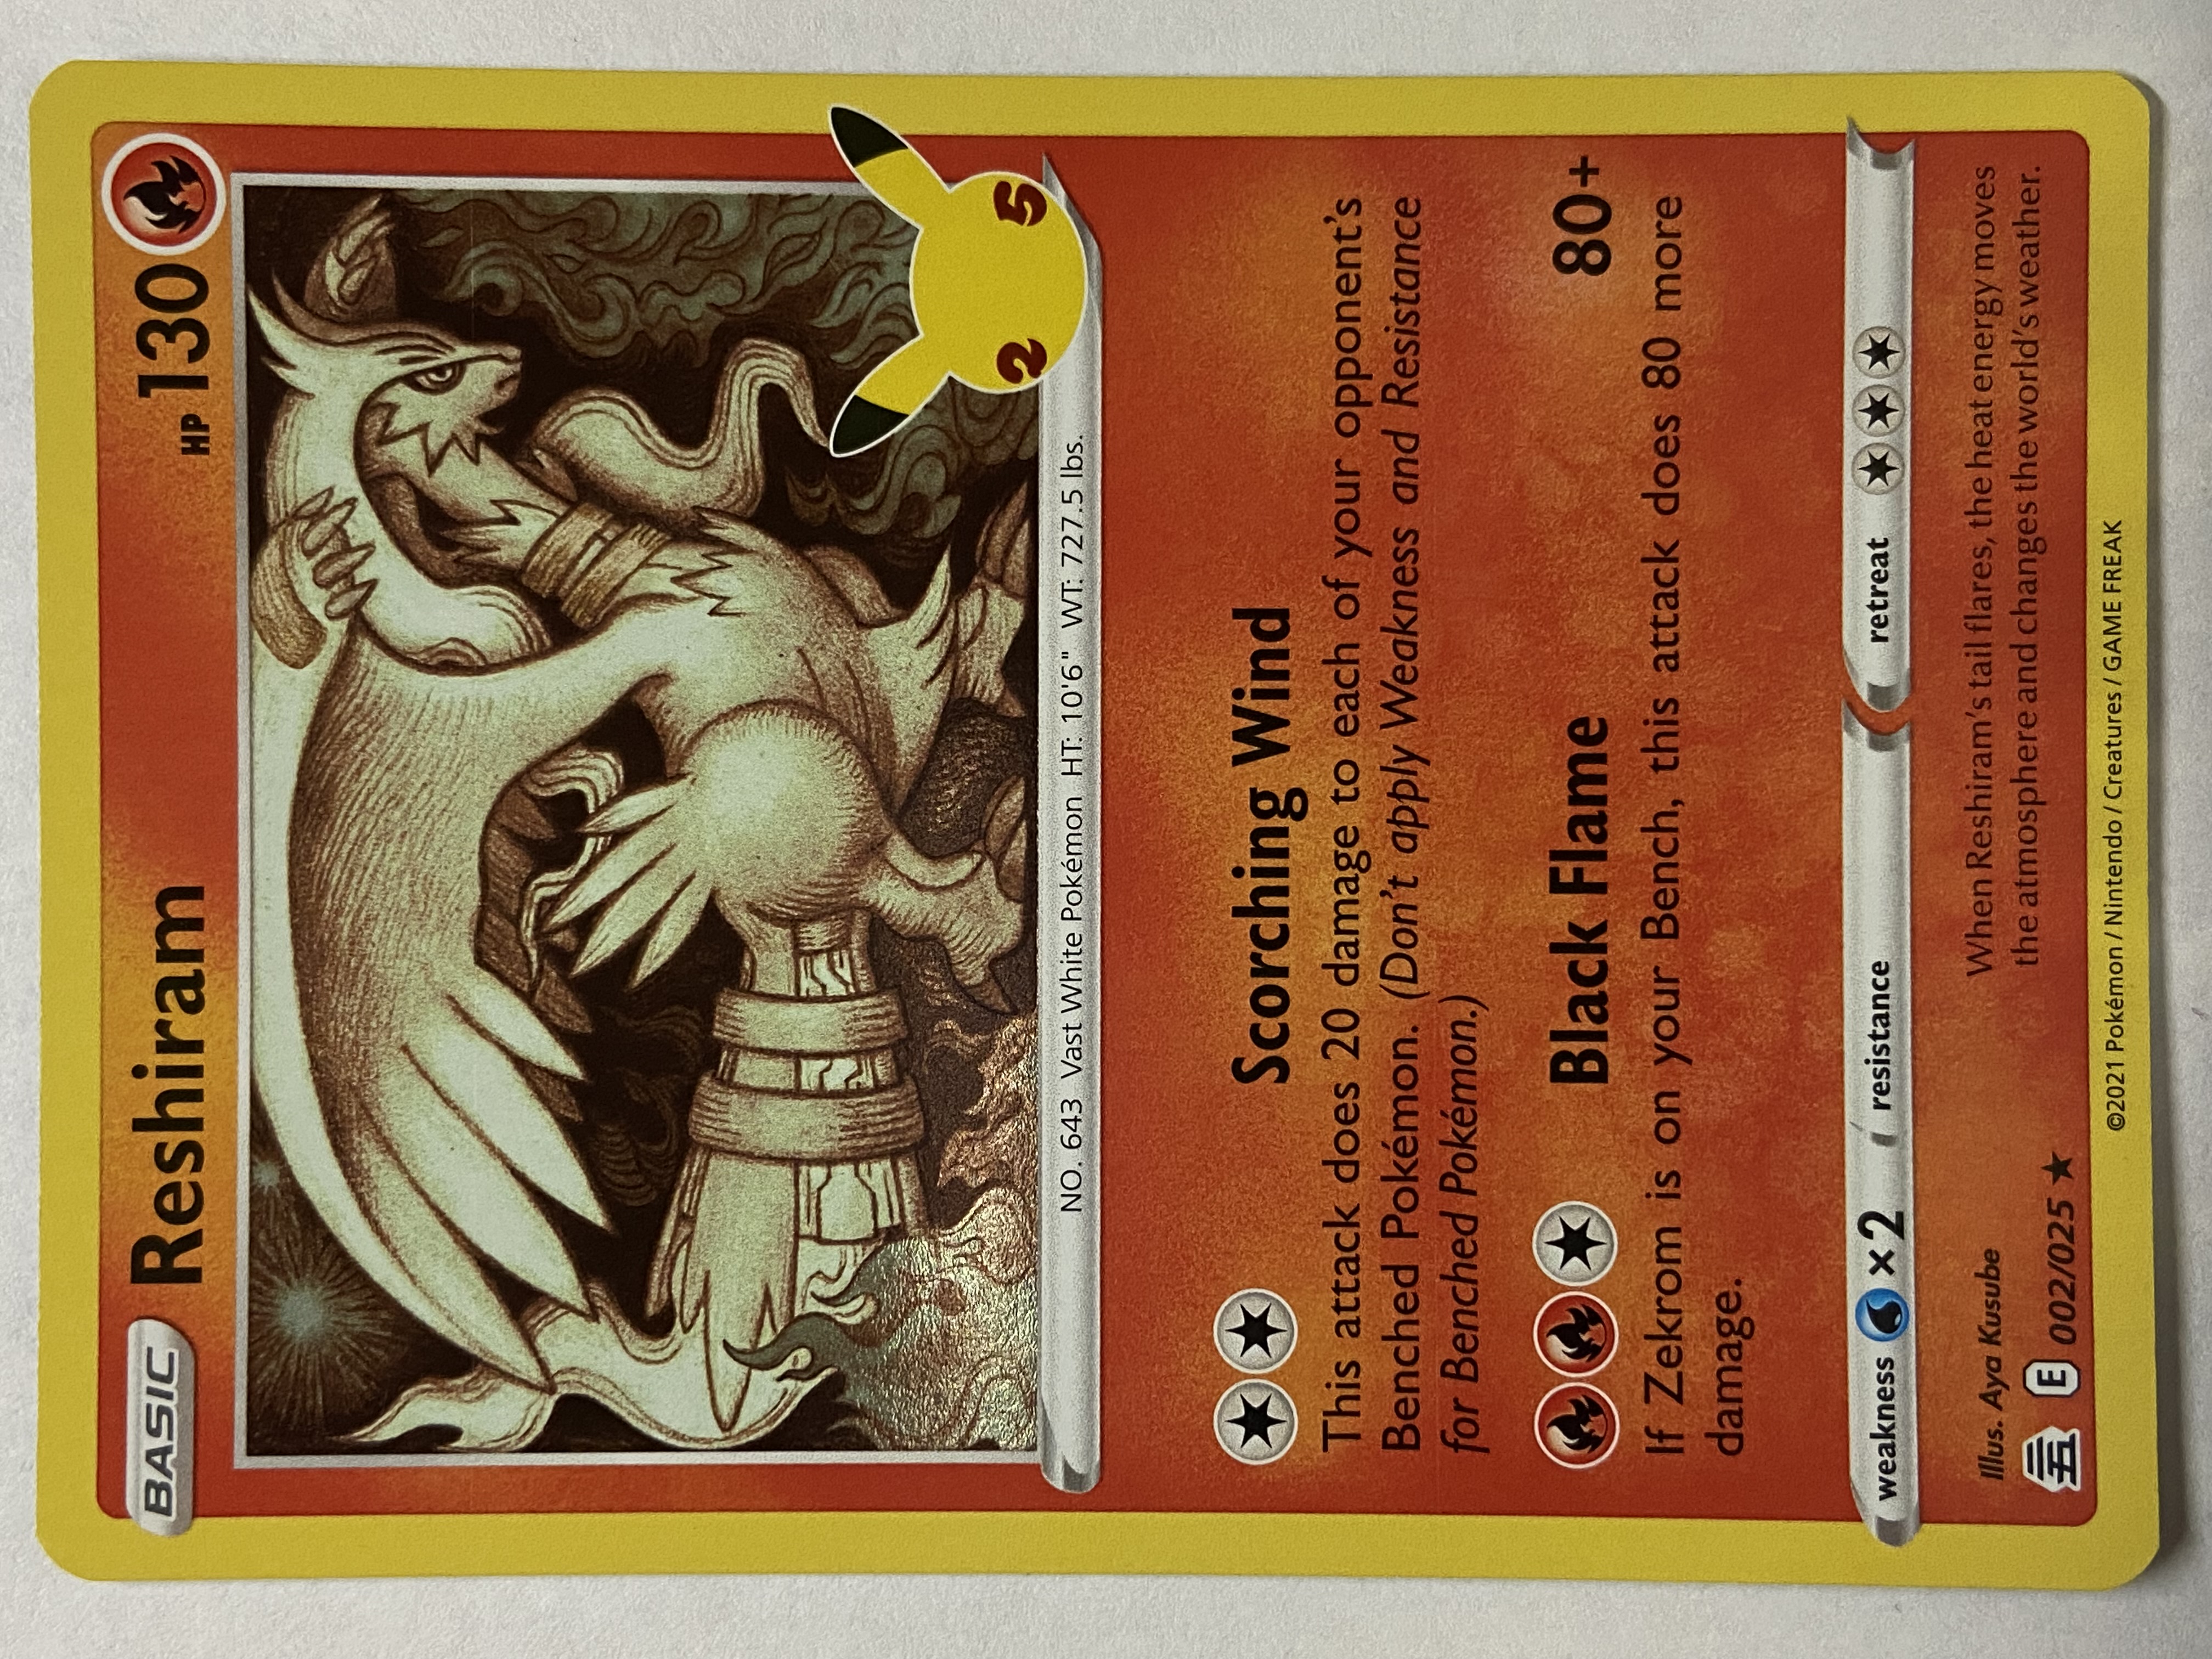 BASIC Reshiram HP 130
25
NO. 643 Vast White Pokémon HT: 10'6" WT: 727.5 lbs.
Scorching Wind
This attack does 20 damage to each of your opponent's
Benched Pokémon. (Don't apply Weakness and Resistance
for Benched Pokémon.)
Black Flame 80+
If Zekrom is on your Bench, this attack does 80 more
damage.
weakness ×2 resistance retreat
Illus. Aya Kusube
When Reshiram's tail flares, the heat energy moves
the atmosphere and changes the world's weather.
五 E 002/025 ★
©2021 Pokémon / Nintendo / Creatures / GAME FREAK